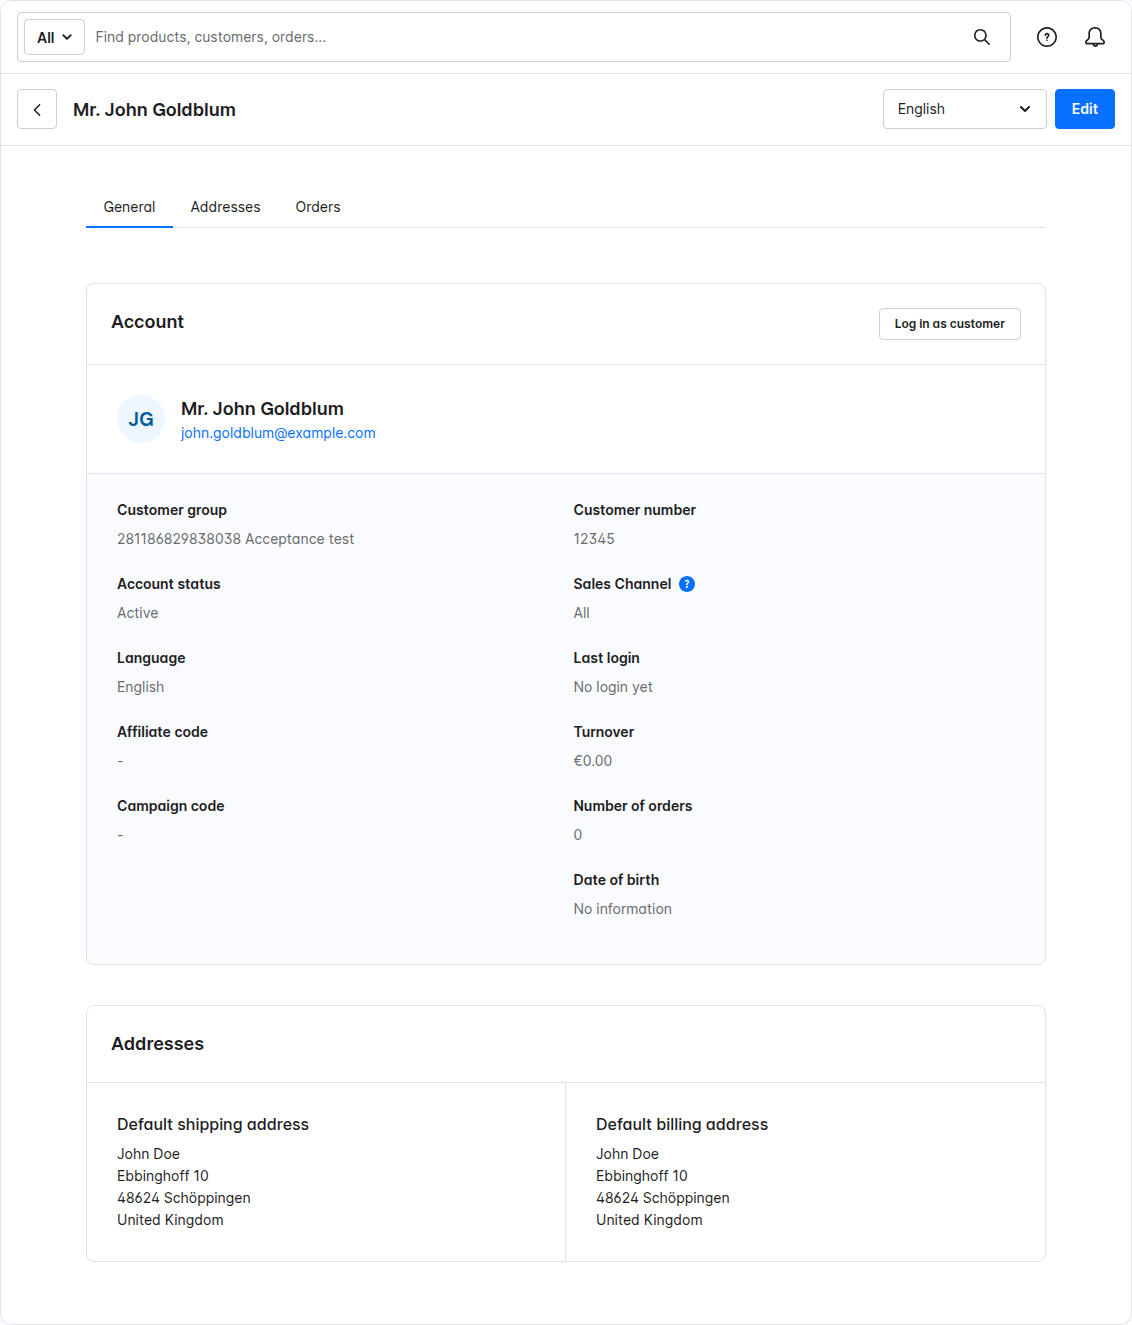 All
Find products, customers, orders...
?
Mr. John Goldblum
English
Edit
General
Addresses
Orders
Account
Log in as customer
JG
Mr. John Goldblum
john.goldblum@example.com
Customer group
281186829838038 Acceptance test
Customer number
12345
Account status
Active
Sales Channel ?
All
Language
English
Last login
No login yet
Affiliate code
-
Turnover
€0.00
Campaign code
-
Number of orders
0
Date of birth
No information
Addresses
Default shipping address
John Doe
Ebbinghoff 10
48624 Schöppingen
United Kingdom
Default billing address
John Doe
Ebbinghoff 10
48624 Schöppingen
United Kingdom